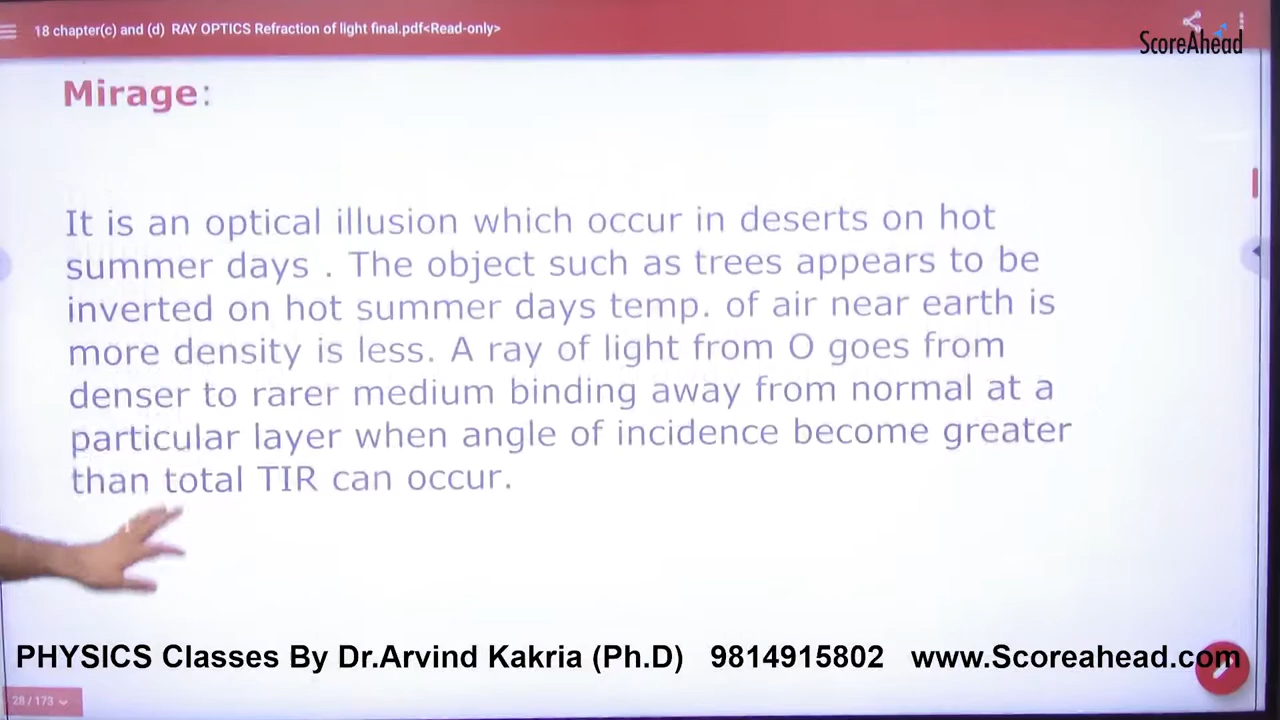 18 chapter(c) and (d) RAY OPTICS Refraction of light final.pdf<Read-only>
ScoreAhead
Mirage:
It is an optical illusion which occur in deserts on hot
summer days . The object such as trees appears to be
inverted on hot summer days temp. of air near earth is
more density is less. A ray of light from O goes from
denser to rarer medium binding away from normal at a
particular layer when angle of incidence become greater
than total TIR can occur.
PHYSICS Classes By Dr.Arvind Kakria (Ph.D) 9814915802 www.Scoreahead.com
28 / 173